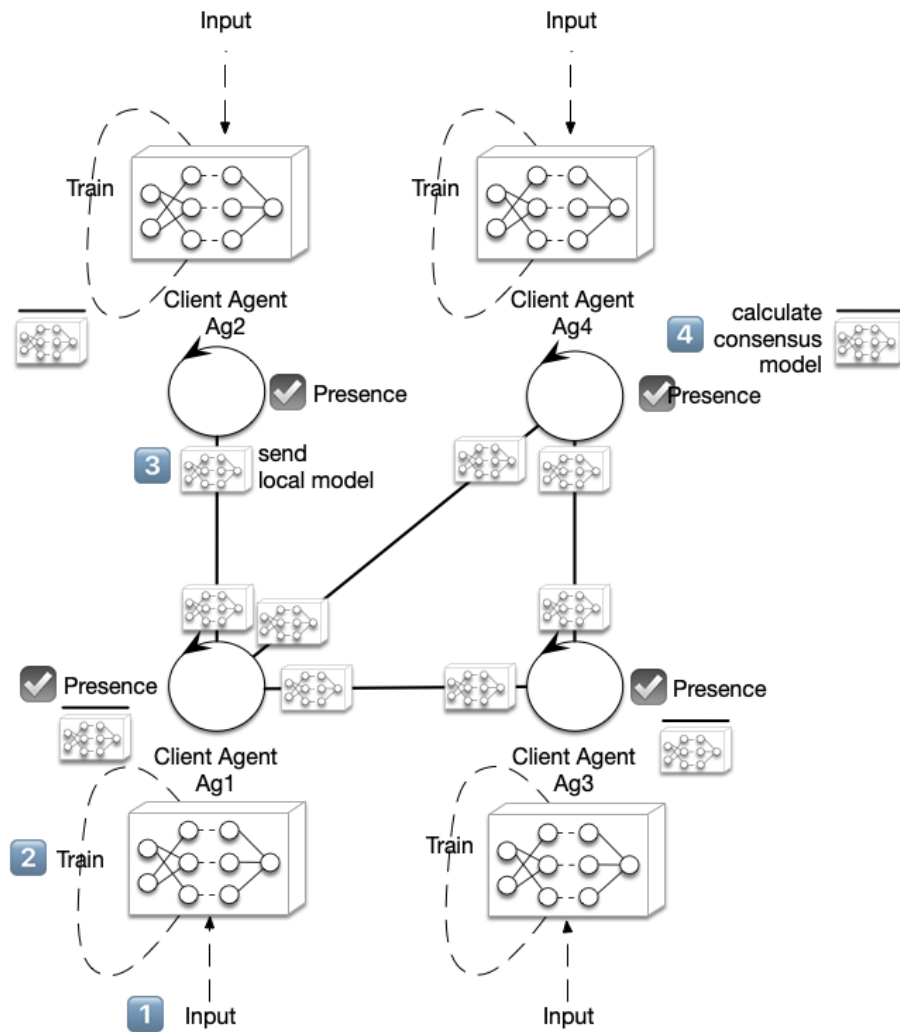 Input
Input
Train
Train
Client Agent
Ag2
Client Agent
Ag4
4
calculate
consensus
model
Presence
Presence
3
send
local model
Presence
Presence
Client Agent
Ag1
Client Agent
Ag3
2
Train
Train
1
Input
Input